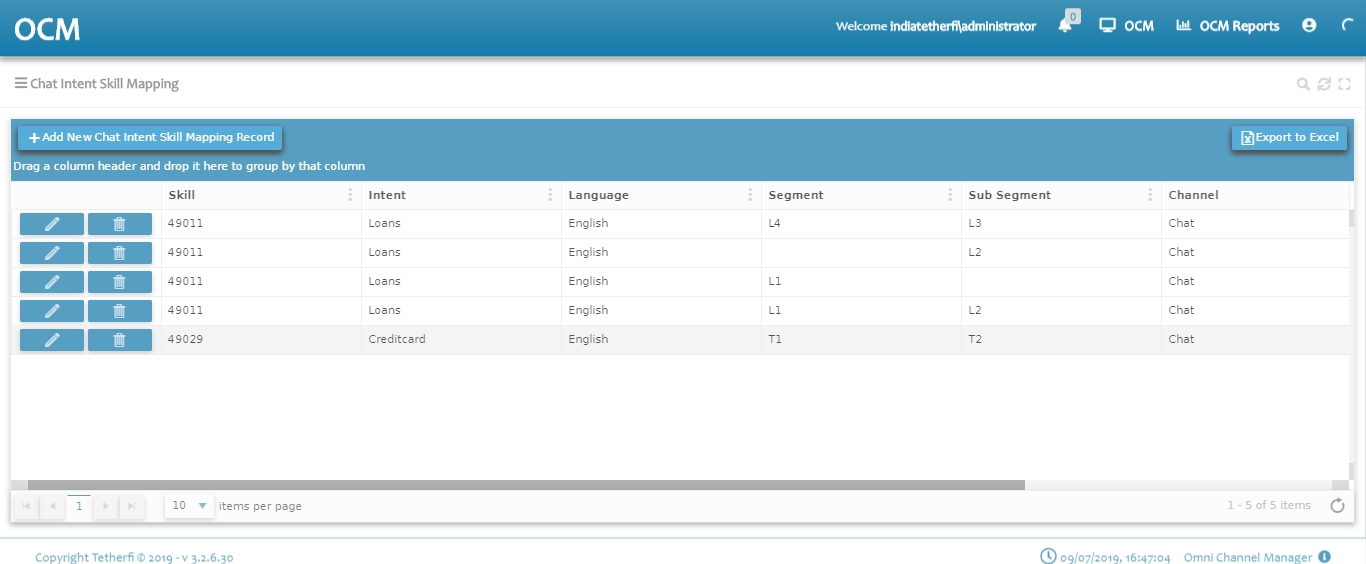 OCM
Welcome indiatetherfi\administrator
0
OCM
OCM Reports
Chat Intent Skill Mapping
Add New Chat Intent Skill Mapping Record
Export to Excel
Drag a column header and drop it here to group by that column
Skill Intent Language Segment Sub Segment Channel
49011 Loans English L4 L3 Chat
49011 Loans English L2 Chat
49011 Loans English L1 Chat
49011 Loans English L1 L2 Chat
49029 Creditcard English T1 T2 Chat
1 10 items per page 1 - 5 of 5 items
Copyright Tetherfi © 2019 - v 3.2.6.30 09/07/2019, 16:47:04 Omni Channel Manager